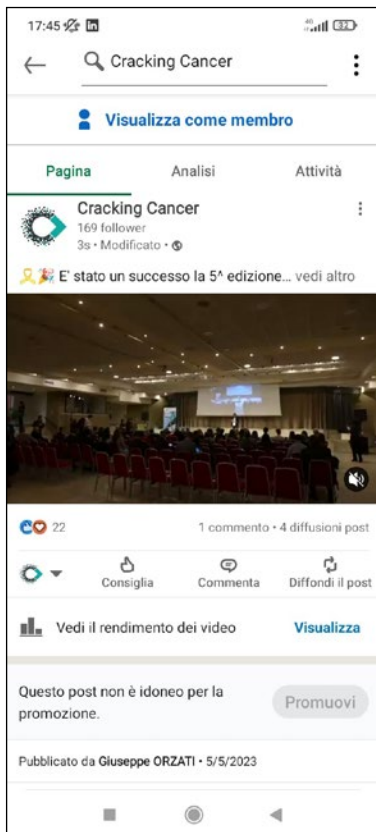 17:45
4G
32
Cracking Cancer
Visualizza come membro
Pagina Analisi Attività
Cracking Cancer
169 follower
3s • Modificato •
E' stato un successo la 5^ edizione... vedi altro
22 1 commento • 4 diffusioni post
Consiglia Commenta Diffondi il post
Vedi il rendimento dei video Visualizza
Questo post non è idoneo per la
promozione.
Promuovi
Pubblicato da Giuseppe ORZATI • 5/5/2023